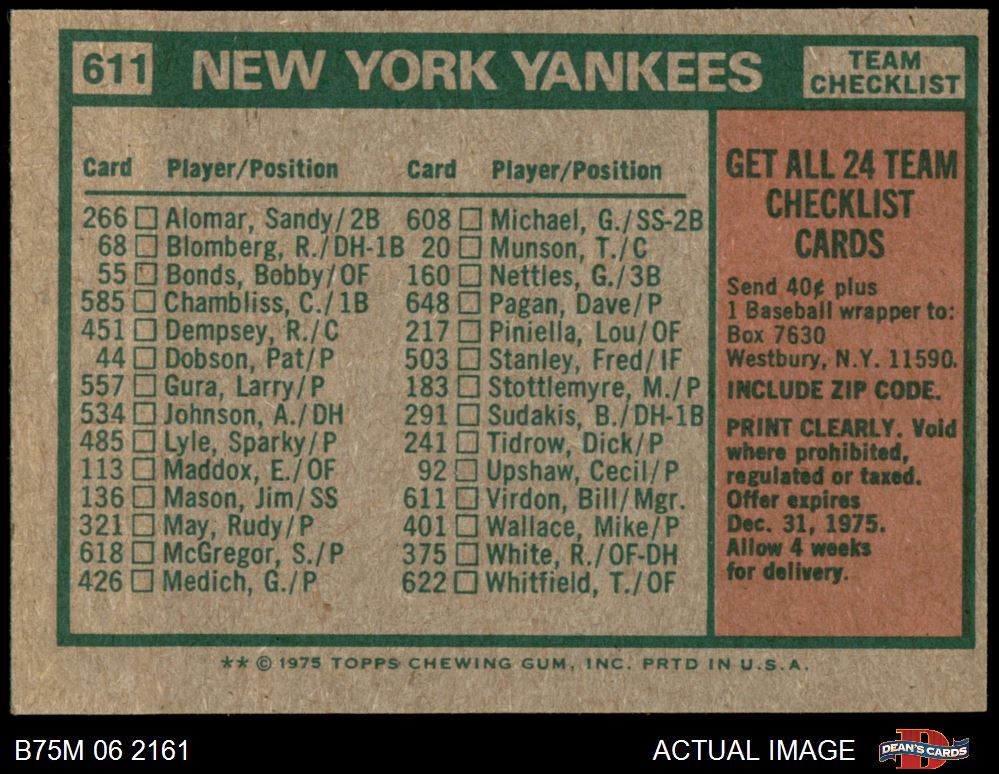 611 NEW YORK YANKEES TEAM CHECKLIST
Card Player/Position
266 Alomar, Sandy/2B
68 Blomberg, R./DH-1B
55 Bonds, Bobby/OF
585 Chambliss, C./1B
451 Dempsey, R./C
44 Dobson, Pat/P
557 Gura, Larry/P
534 Johnson, A./DH
485 Lyle, Sparky/P
113 Maddox, E./OF
136 Mason, Jim/SS
321 May, Rudy/P
618 McGregor, S./P
426 Medich, G./P
Card Player/Position
608 Michael, G./SS-2B
20 Munson, T./C
160 Nettles, G./3B
648 Pagan, Dave/P
217 Piniella, Lou/OF
503 Stanley, Fred/IF
183 Stottlemyre, M./P
291 Sudakis, B./DH-1B
241 Tidrow, Dick/P
92 Upshaw, Cecil/P
611 Virdon, Bill/Mgr.
401 Wallace, Mike/P
375 White, R./OF-DH
622 Whitfield, T./OF
GET ALL 24 TEAM
CHECKLIST
CARDS
Send 40¢ plus
1 Baseball wrapper to:
Box 7630
Westbury, N.Y. 11590.
INCLUDE ZIP CODE.
PRINT CLEARLY. Void
where prohibited,
regulated or taxed.
Offer expires
Dec. 31, 1975.
Allow 4 weeks
for delivery.
** © 1975 TOPPS CHEWING GUM, INC. PRTD IN U.S.A.
B75M 06 2161 ACTUAL IMAGE DEAN'S CARDS